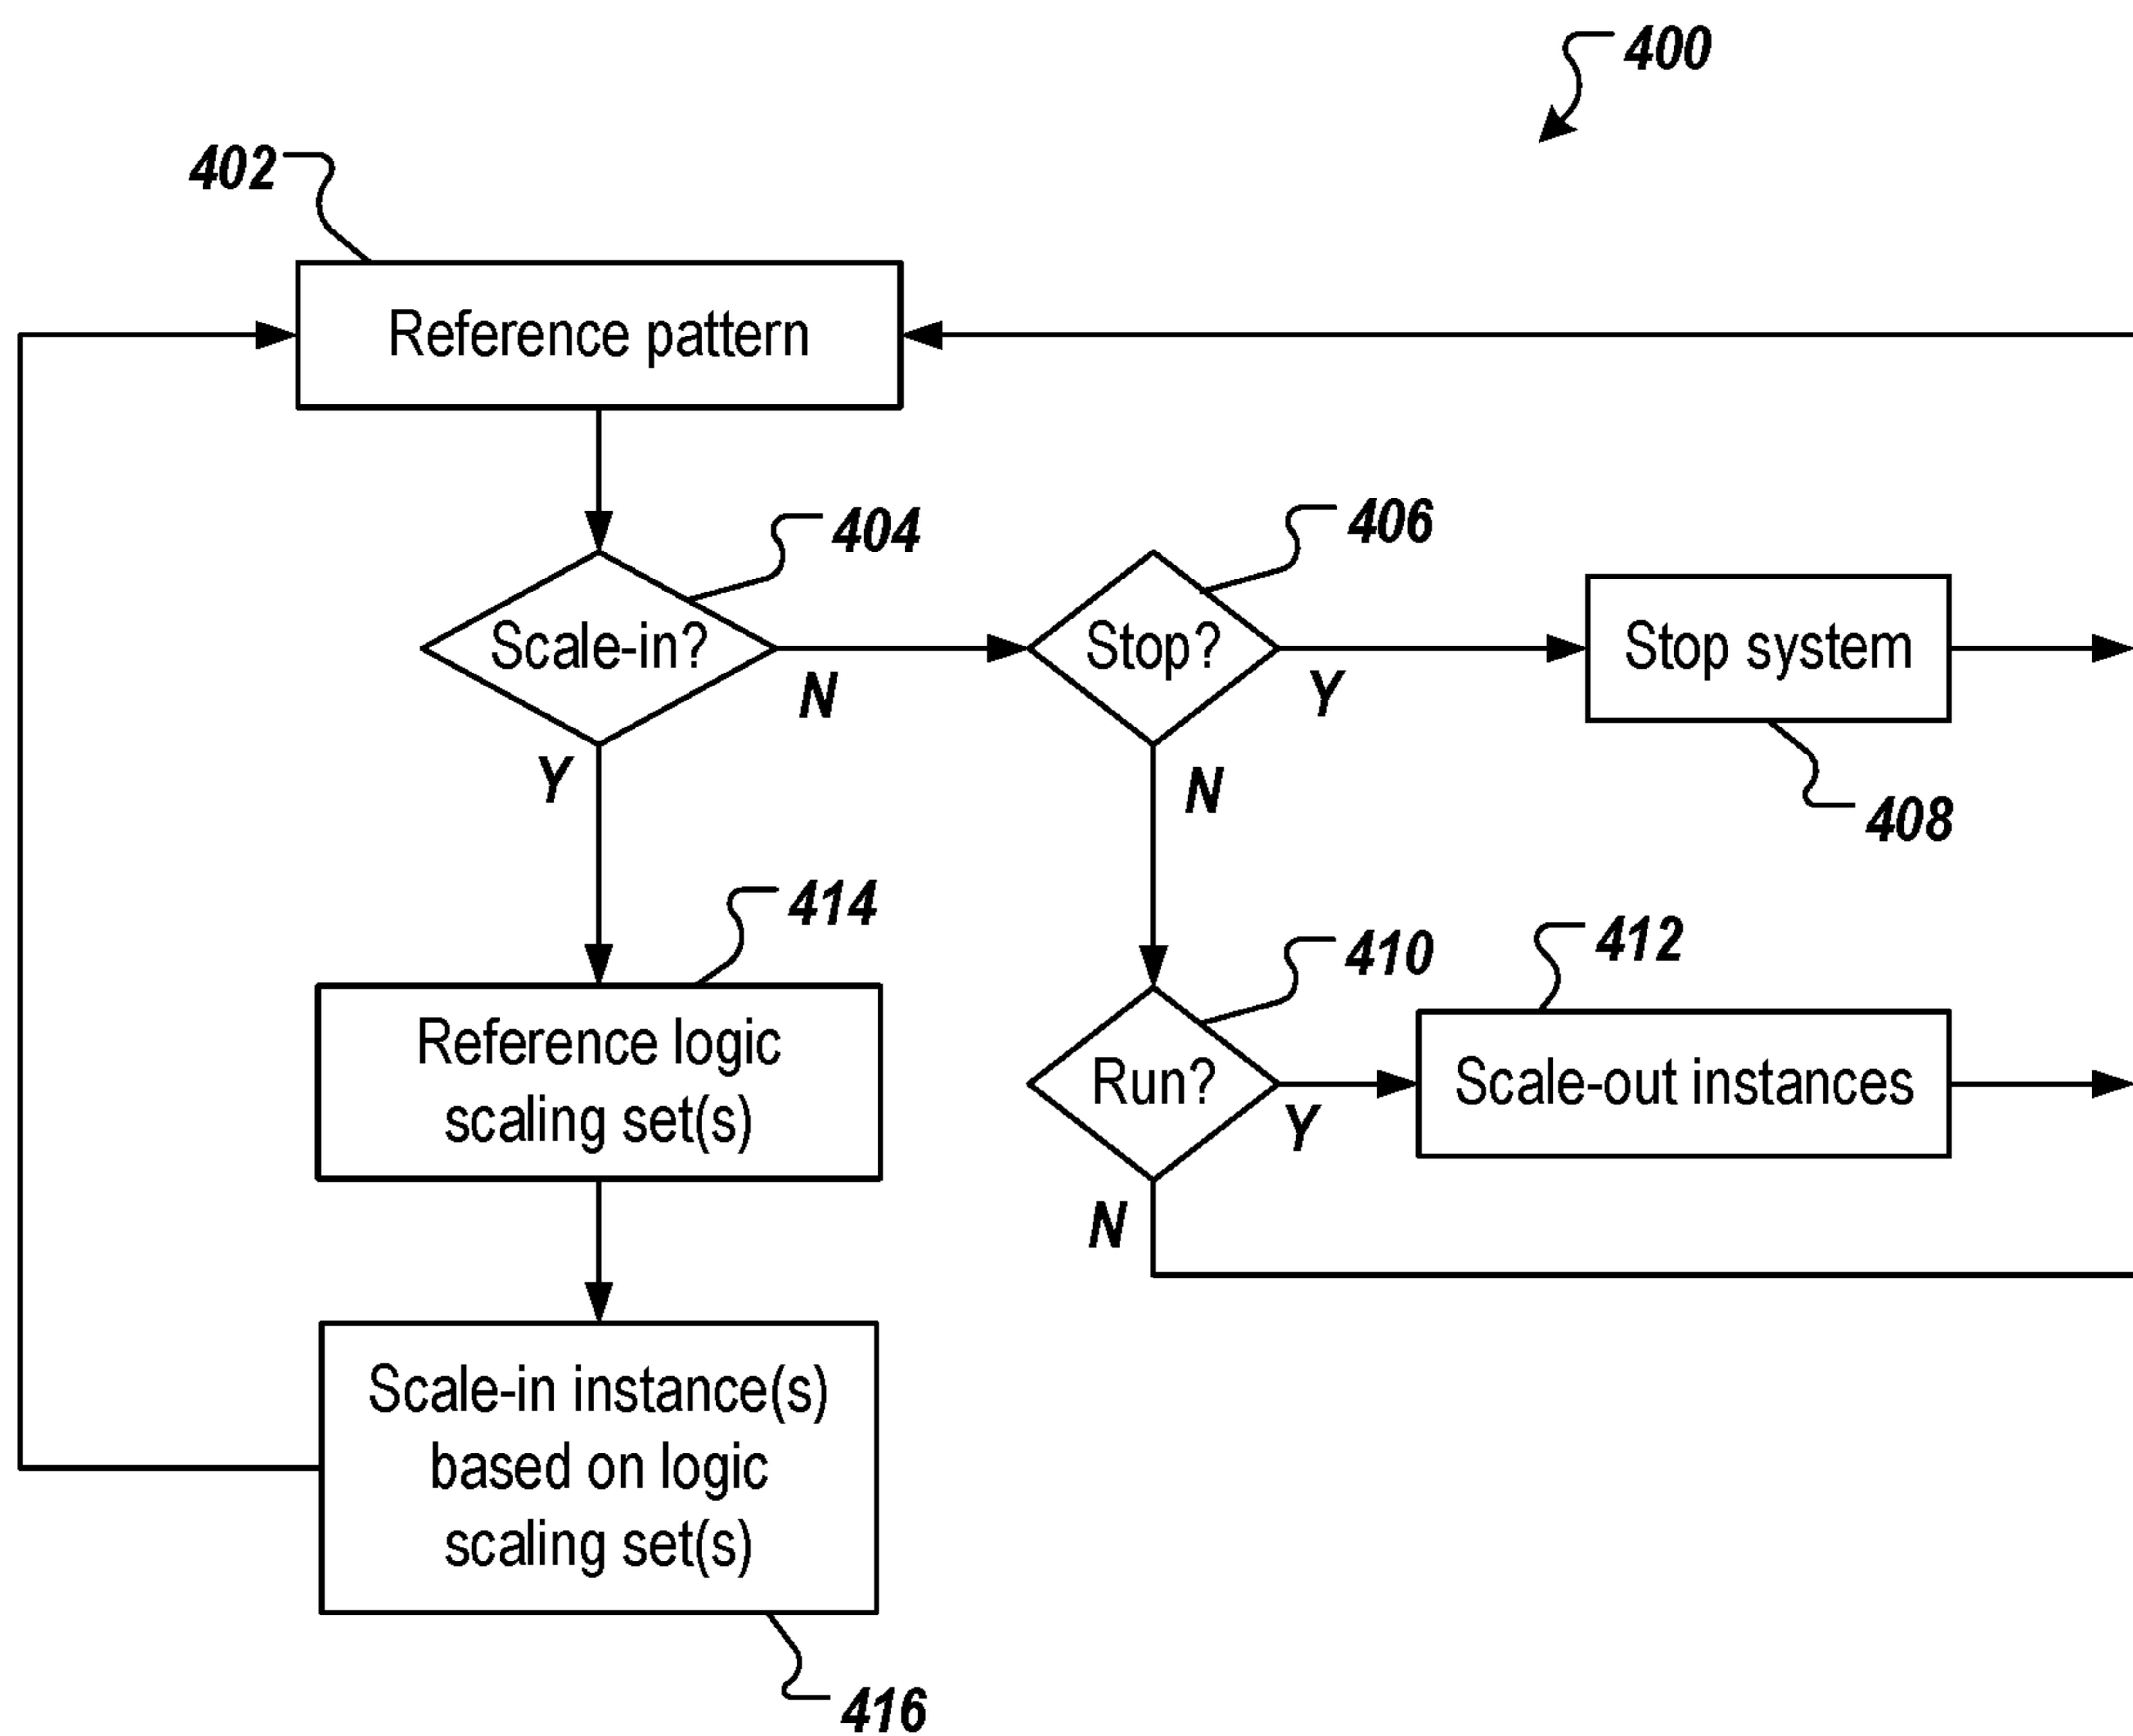 400
402
Reference pattern
404
406
Scale-in?
Stop?
Stop system
N
Y
Y
N
408
414
410
412
Reference logic
scaling set(s)
Run?
Scale-out instances
Y
N
Scale-in instance(s)
based on logic
scaling set(s)
416